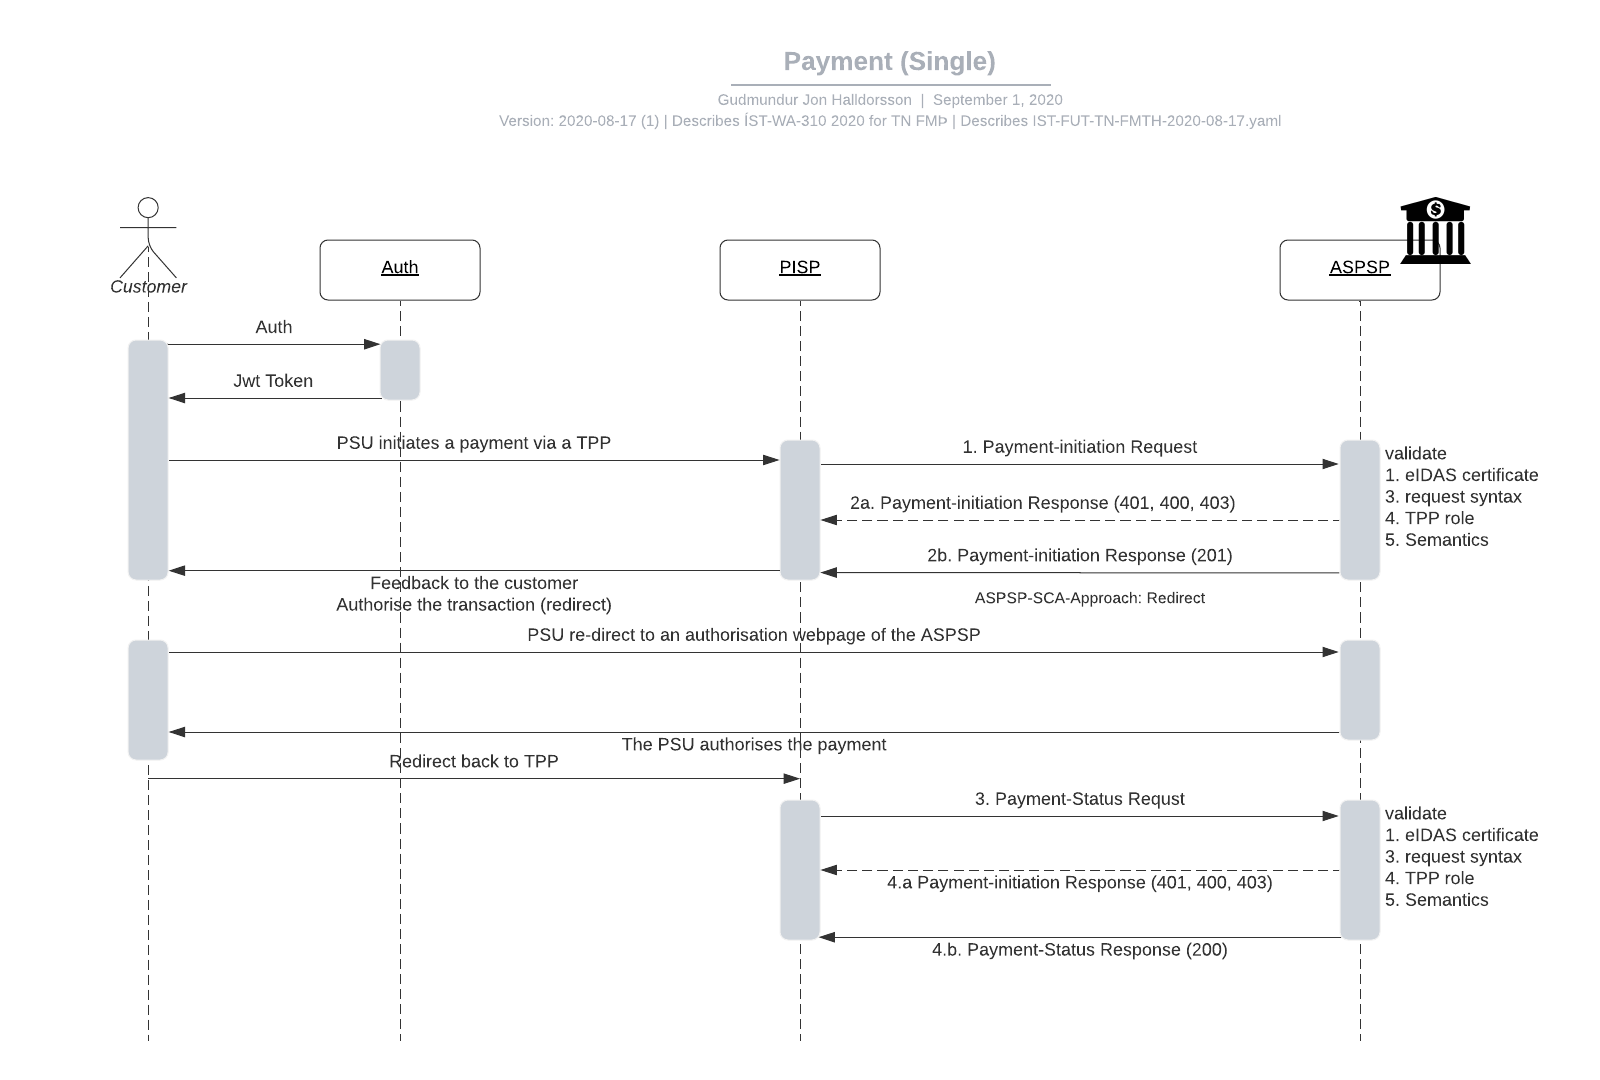 Payment (Single)
Gudmundur Jon Halldorsson | September 1, 2020
Version: 2020-08-17 (1) | Describes ÍST-WA-310 2020 for TN FMÞ | Describes IST-FUT-TN-FMTH-2020-08-17.yaml
Customer
Auth
PISP
ASPSP
$
Auth
Jwt Token
PSU initiates a payment via a TPP
1. Payment-initiation Request
validate
1. eIDAS certificate
3. request syntax
4. TPP role
5. Semantics
2a. Payment-initiation Response (401, 400, 403)
2b. Payment-initiation Response (201)
Feedback to the customer
Authorise the transaction (redirect)
ASPSP-SCA-Approach: Redirect
PSU re-direct to an authorisation webpage of the ASPSP
The PSU authorises the payment
Redirect back to TPP
3. Payment-Status Requst
validate
1. eIDAS certificate
3. request syntax
4. TPP role
5. Semantics
4.a Payment-initiation Response (401, 400, 403)
4.b. Payment-Status Response (200)